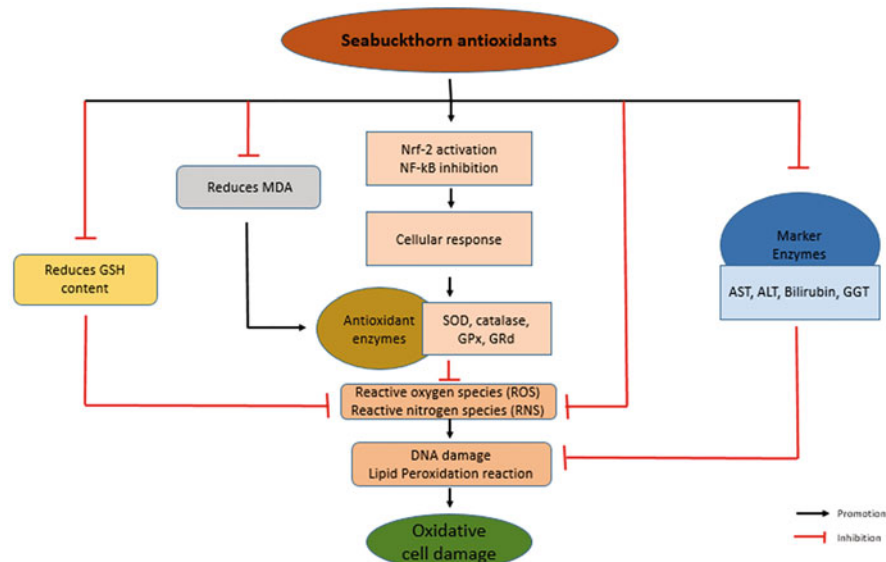 Seabuckthorn antioxidants
Nrf-2 activation
NF-kB inhibition
Reduces MDA
Cellular response
Marker
Enzymes
Reduces GSH
content
AST, ALT, Bilirubin, GGT
Antioxidant
enzymes
SOD, catalase,
GPx, GRd
Reactive oxygen species (ROS)
Reactive nitrogen species (RNS)
DNA damage
Lipid Peroxidation reaction
Oxidative
cell damage
Promotion
Inhibition